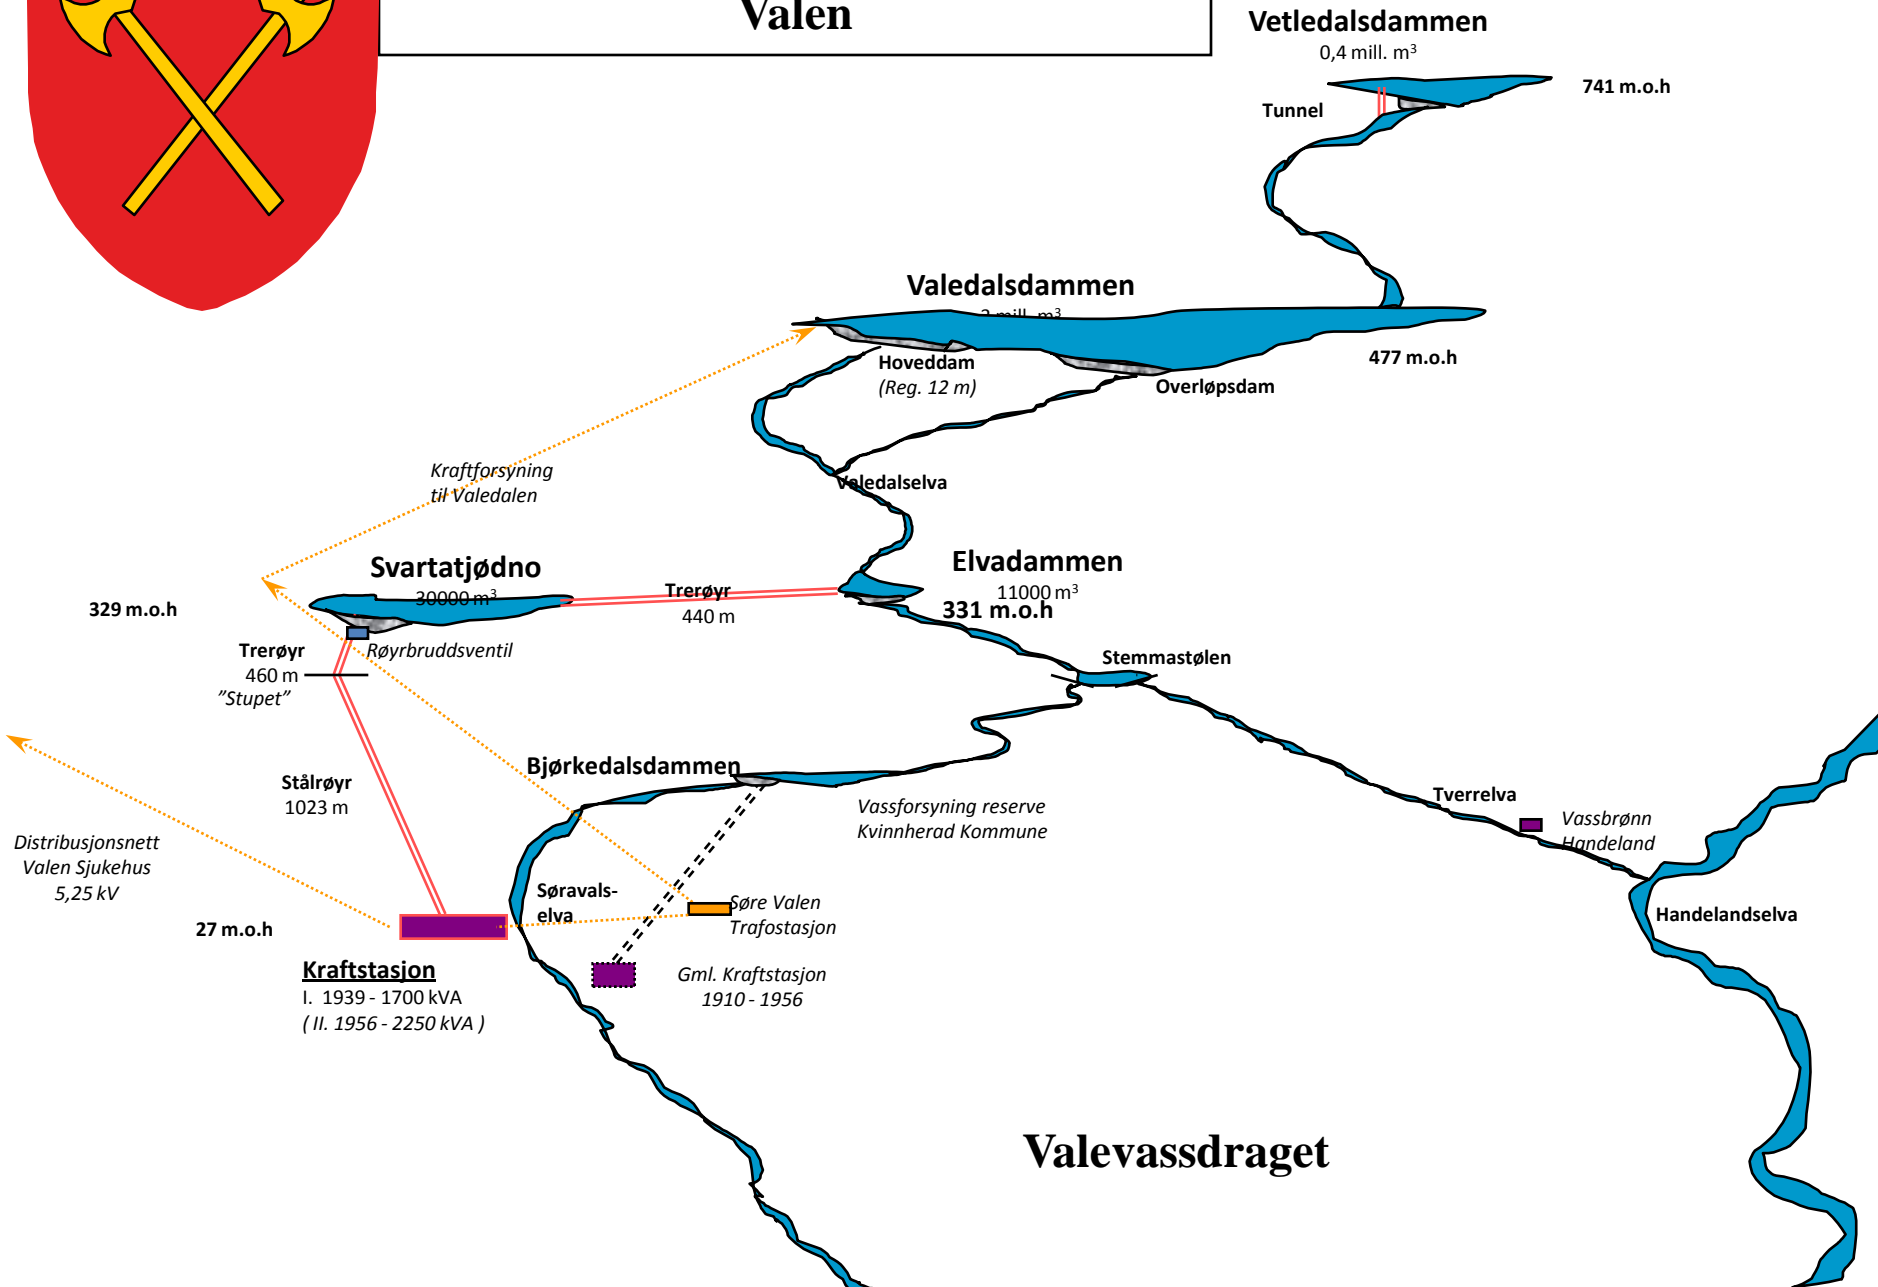 Valen
Vetledalsdammen
0,4 mill. m³
741 m.o.h
Tunnel
Valedalsdammen
mill. m³
Hoveddam
(Reg. 12 m)
477 m.o.h
Overløpsdam
Kraftforsyning
til Valedalen
Valedalselva
Svartatjødno
30000 m³
329 m.o.h
Trerøyr
440 m
Elvadammen
11000 m³
331 m.o.h
Trerøyr
460 m
"Stupet"
Røyrbruddsventil
Stemmastølen
Bjørkedalsdammen
Stålrøyr
1023 m
Vassforsyning reserve
Kvinnherad Kommune
Tverrelva
Vassbrønn
Handeland
Distribusjonsnett
Valen Sjukehus
5,25 kV
Søravals-
elva
Søre Valen
Trafostasjon
27 m.o.h
Handelandselva
Kraftstasjon
I. 1939 - 1700 kVA
( II. 1956 - 2250 kVA )
Gml. Kraftstasjon
1910 - 1956
Valevassdraget